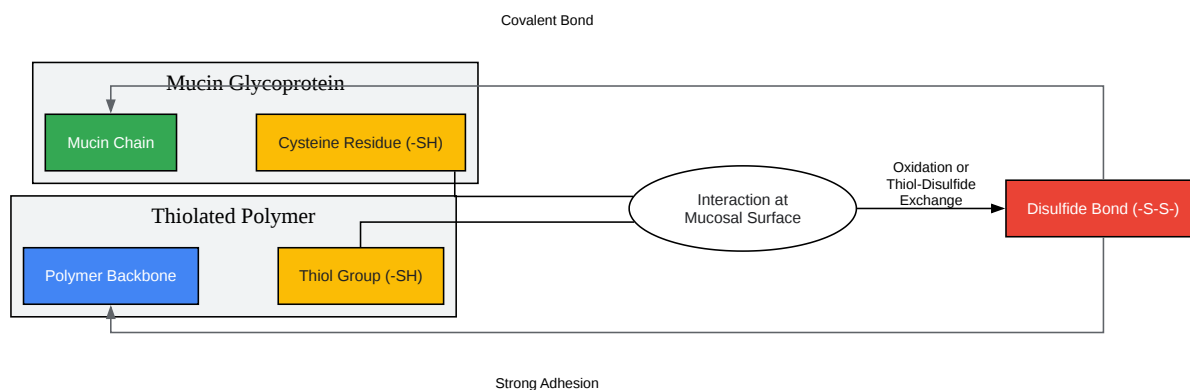 Covalent Bond
Mucin Glycoprotein
Mucin Chain
Cysteine Residue (-SH)
Thiolated Polymer
Polymer Backbone
Thiol Group (-SH)
Interaction at
Mucosal Surface
Oxidation or
Thiol-Disulfide
Exchange
Disulfide Bond (-S-S-)
Strong Adhesion